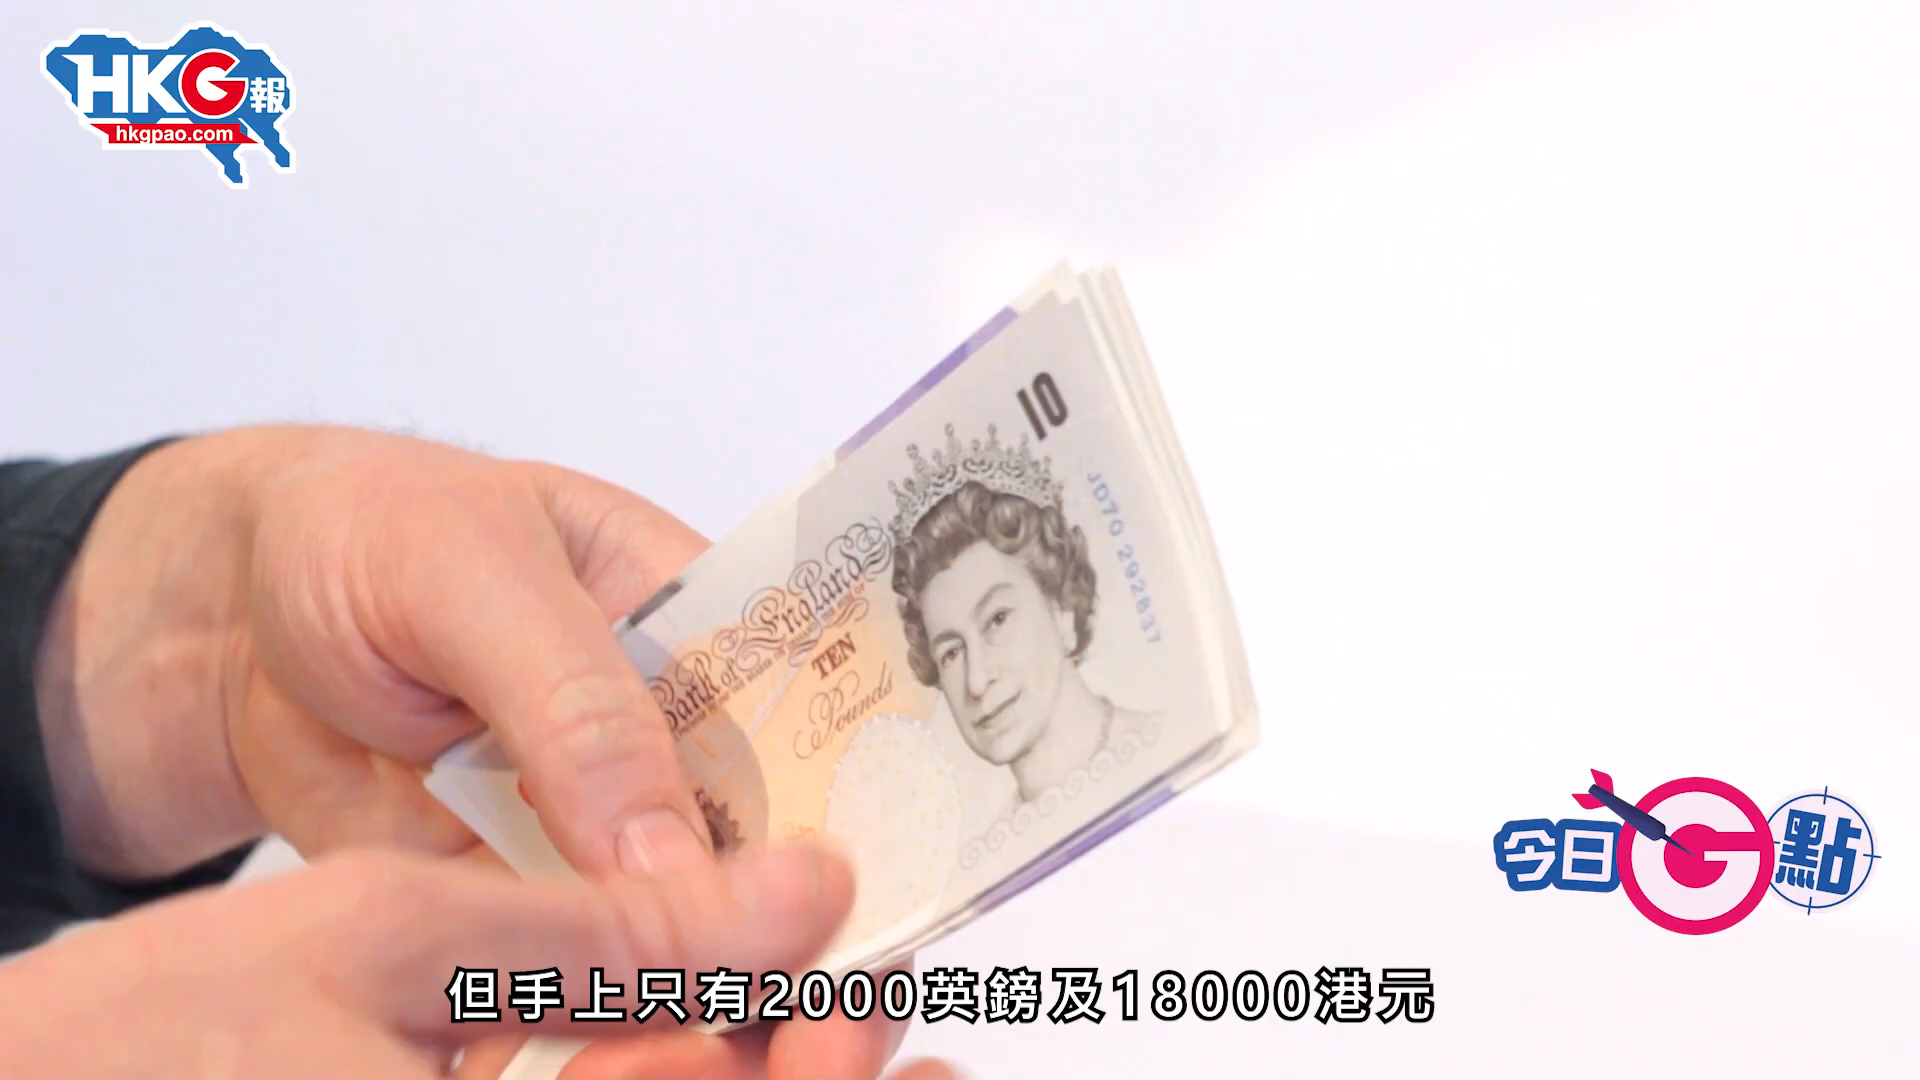 HKG報
hkgpao.com
10
JD70 292837
Bank of England
TEN
Pounds
今日G點
但手上只有2000英鎊及18000港元